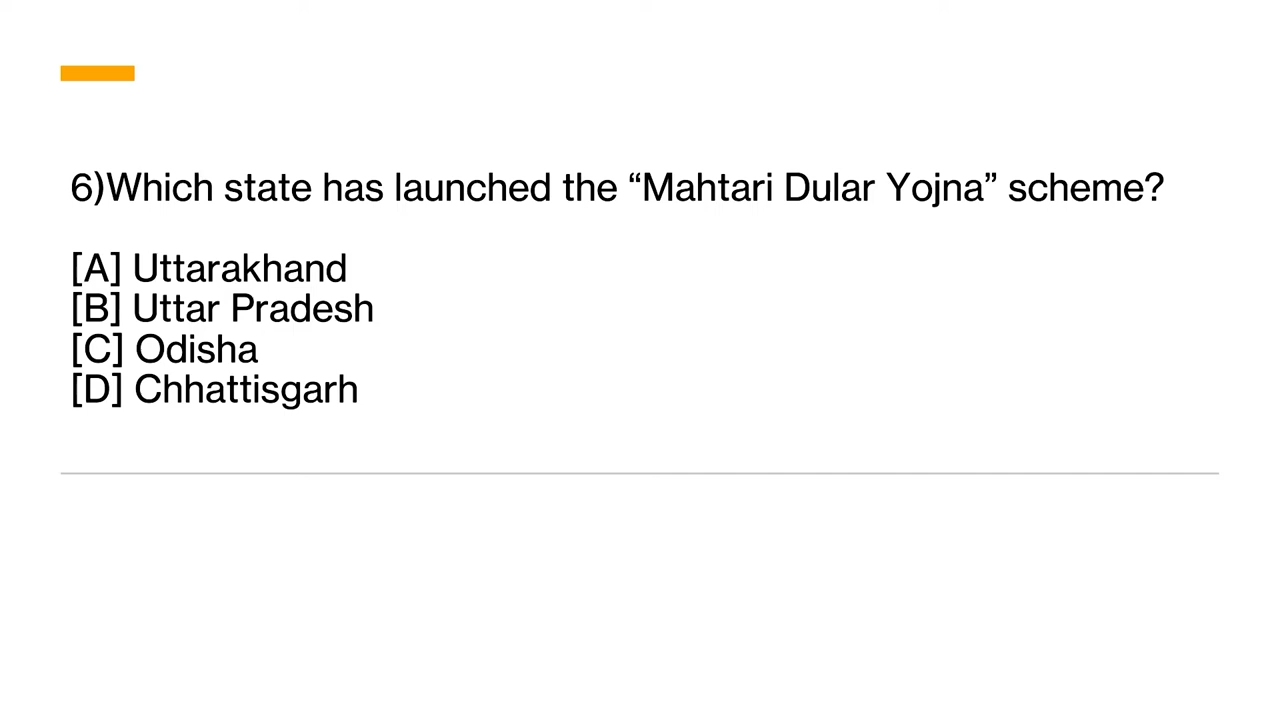 6)Which state has launched the “Mahtari Dular Yojna” scheme?
[A] Uttarakhand
[B] Uttar Pradesh
[C] Odisha
[D] Chhattisgarh